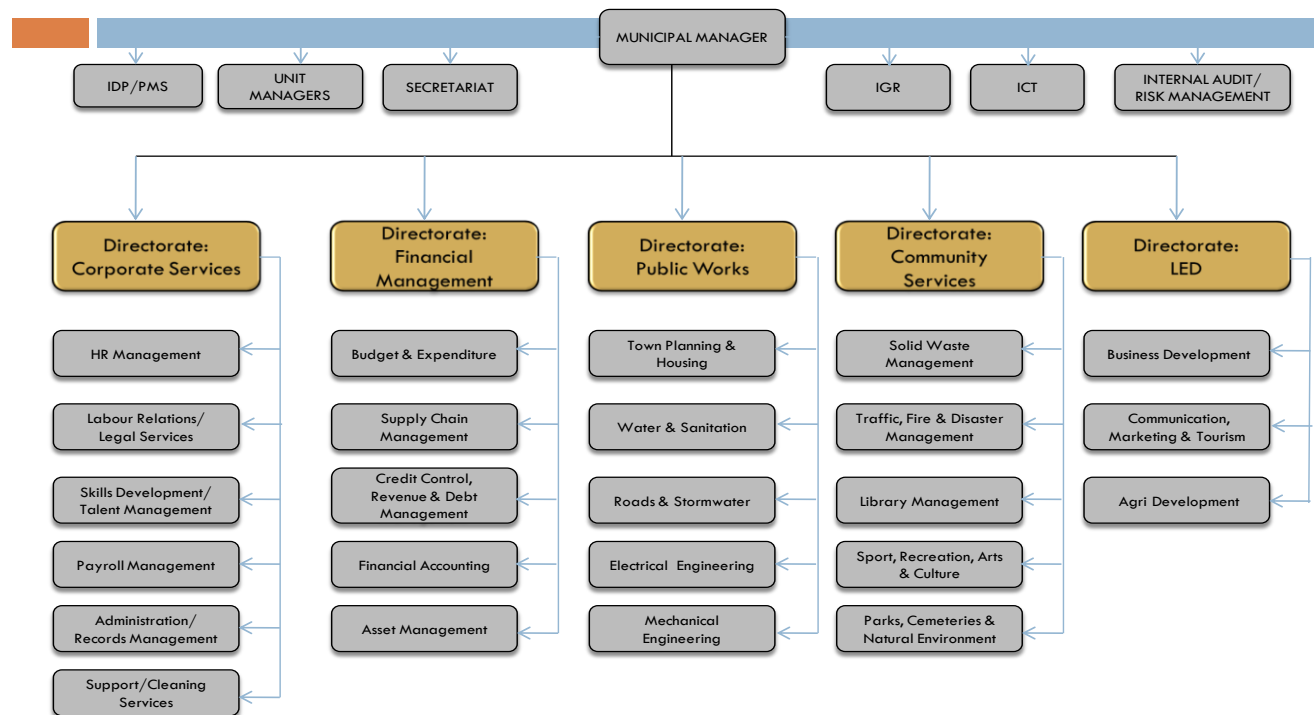 MUNICIPAL MANAGER
IDP/PMS
UNIT
MANAGERS
SECRETARIAT
IGR
ICT
INTERNAL AUDIT/
RISK MANAGEMENT
Directorate:
Corporate Services
Directorate:
Financial
Management
Directorate:
Public Works
Directorate:
Community
Services
Directorate:
LED
HR Management
Labour Relations/
Legal Services
Skills Development/
Talent Management
Payroll Management
Administration/
Records Management
Support/Cleaning
Services
Budget & Expenditure
Supply Chain
Management
Credit Control,
Revenue & Debt
Management
Financial Accounting
Asset Management
Town Planning &
Housing
Water & Sanitation
Roads & Stormwater
Electrical Engineering
Mechanical
Engineering
Solid Waste
Management
Traffic, Fire & Disaster
Management
Library Management
Sport, Recreation, Arts
& Culture
Parks, Cemeteries &
Natural Environment
Business Development
Communication,
Marketing & Tourism
Agri Development